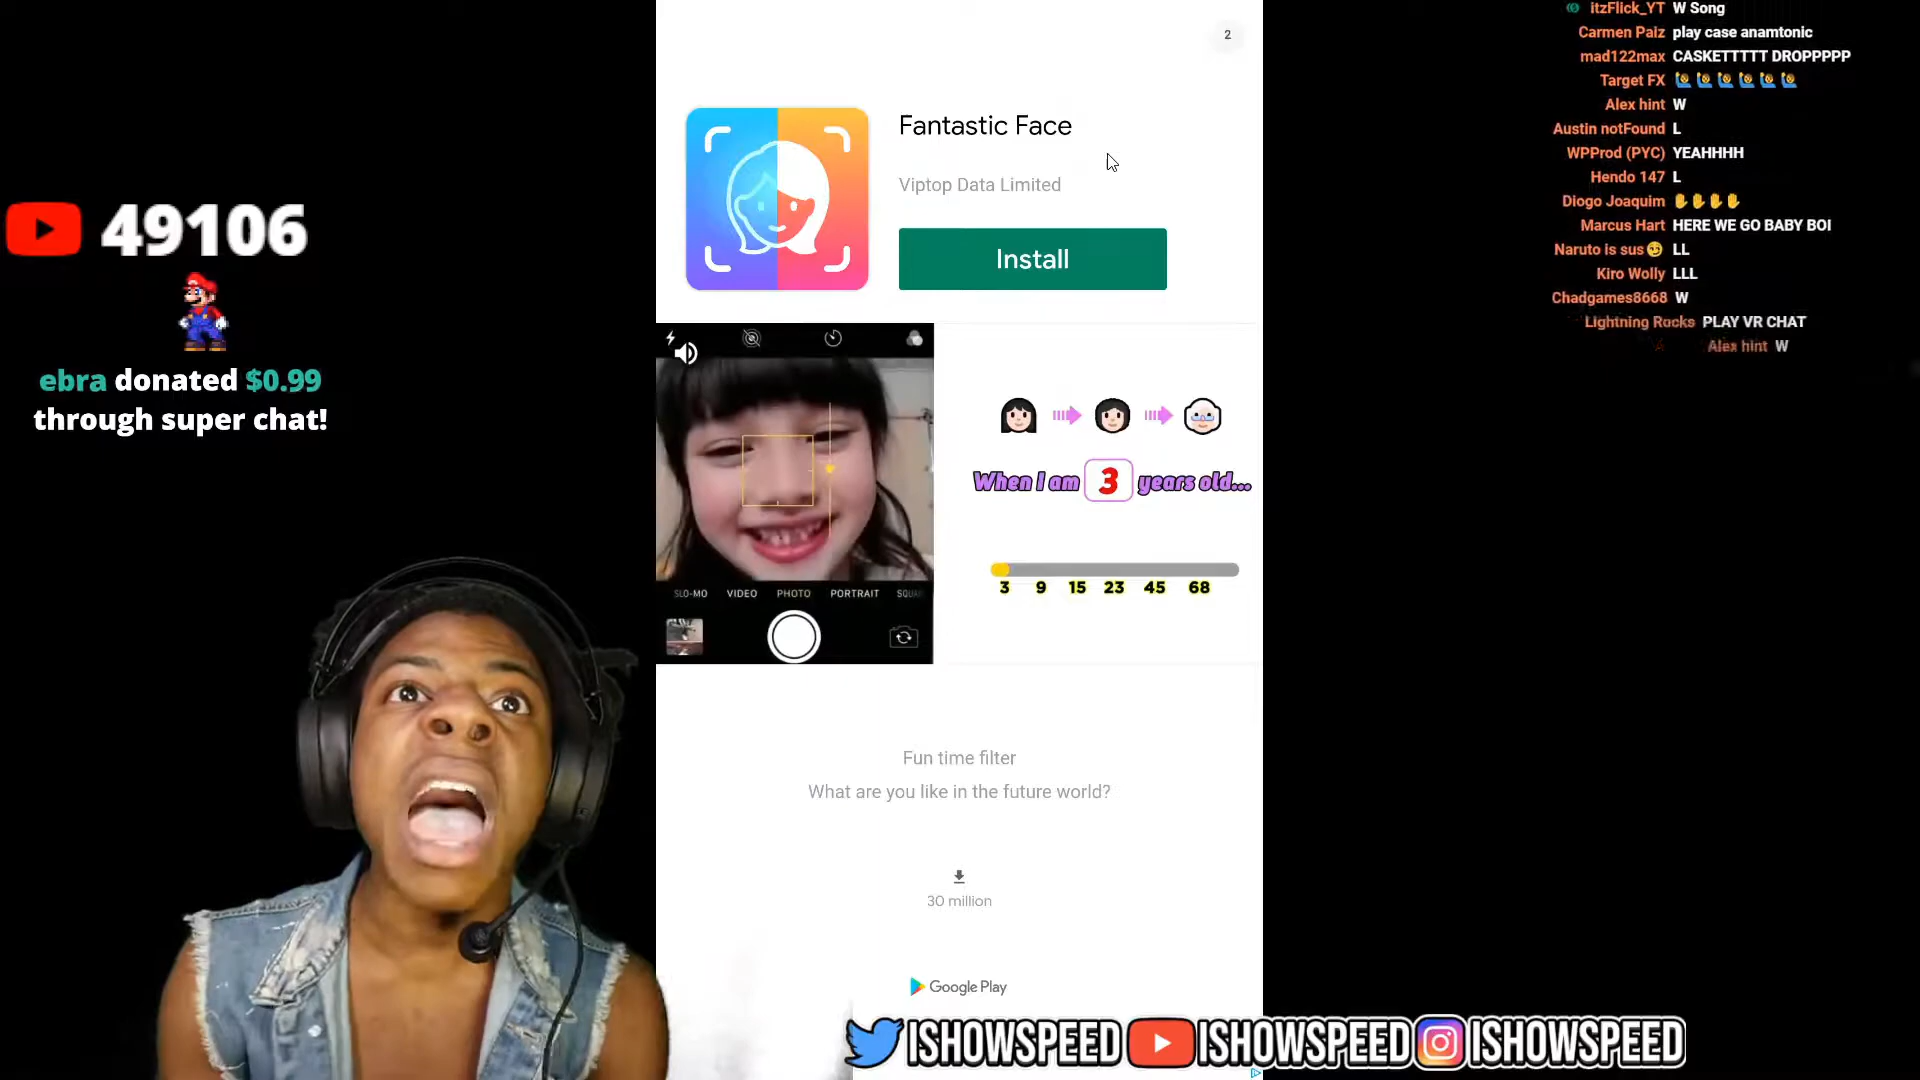 49106
ebra donated $0.99
through super chat!
2
Fantastic Face
Viptop Data Limited
Install
SLO-MO VIDEO PHOTO PORTRAIT SQUA
When I am 3 years old...
3 9 15 23 45 68
Fun time filter
What are you like in the future world?
30 million
Google Play
itzFlick_YT W Song
Carmen Paiz play case anamtonic
mad122max CASKETTTTT DROPPPPP
Target FX 🙋‍♂️🙋‍♂️🙋‍♂️🙋‍♂️🙋‍♂️🙋‍♂️
Alex hint W
Austin notFound L
WPProd (PYC) YEAHHHH
Hendo 147 L
Diogo Joaquim ✋✋✋✋
Marcus Hart HERE WE GO BABY BOI
Naruto is sus😏 LL
Kiro Wolly LLL
Chadgames8668 W
Lightning Rocks PLAY VR CHAT
Alex hint W
ISHOWSPEED ISHOWSPEED ISHOWSPEED